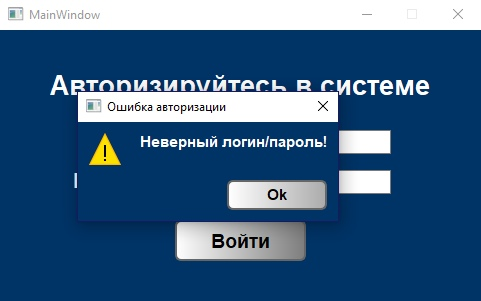 MainWindow
Авторизируйтесь в системе
Ошибка авторизации
Неверный логин/пароль!
Ok
Войти